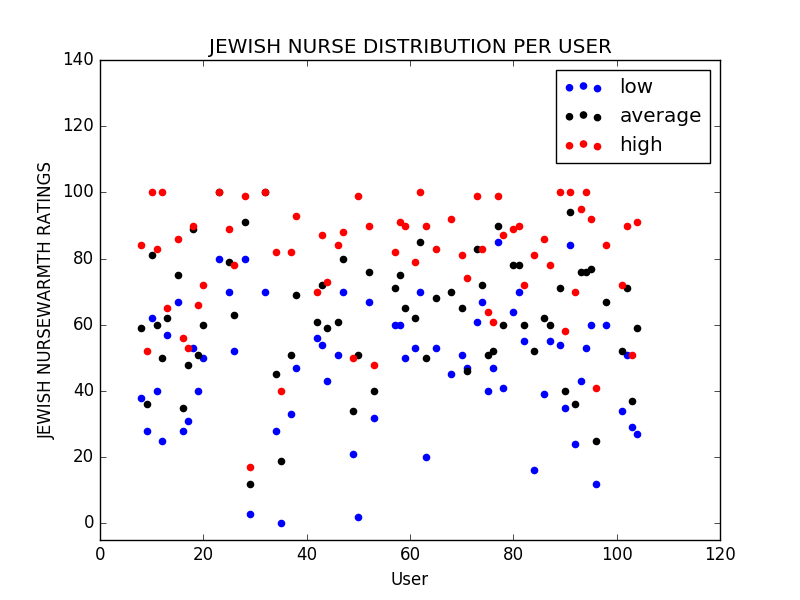 JEWISH NURSE DISTRIBUTION PER USER
140
120
100
80
60
40
20
0
JEWISH NURSEWARMTH RATINGS
low
average
high
0 20 40 60 80 100 120
User